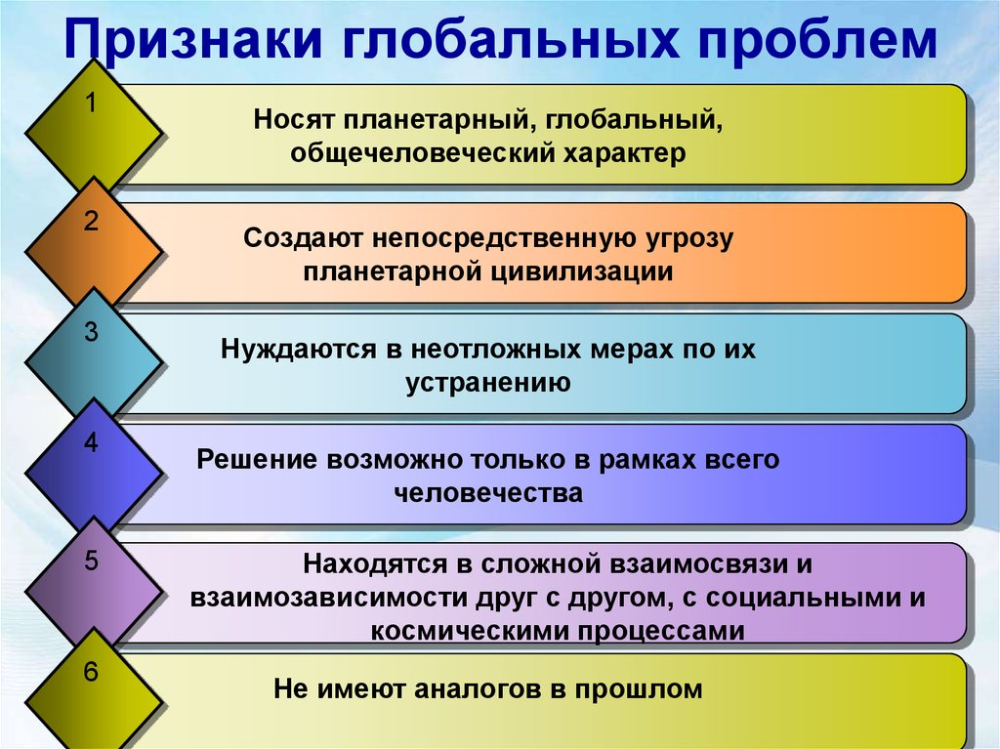 Признаки глобальных проблем
1
Носят планетарный, глобальный,
общечеловеческий характер
2
Создают непосредственную угрозу
планетарной цивилизации
3
Нуждаются в неотложных мерах по их
устранению
4
Решение возможно только в рамках всего
человечества
5
Находятся в сложной взаимосвязи и
взаимозависимости друг с другом, с социальными и
космическими процессами
6
Не имеют аналогов в прошлом